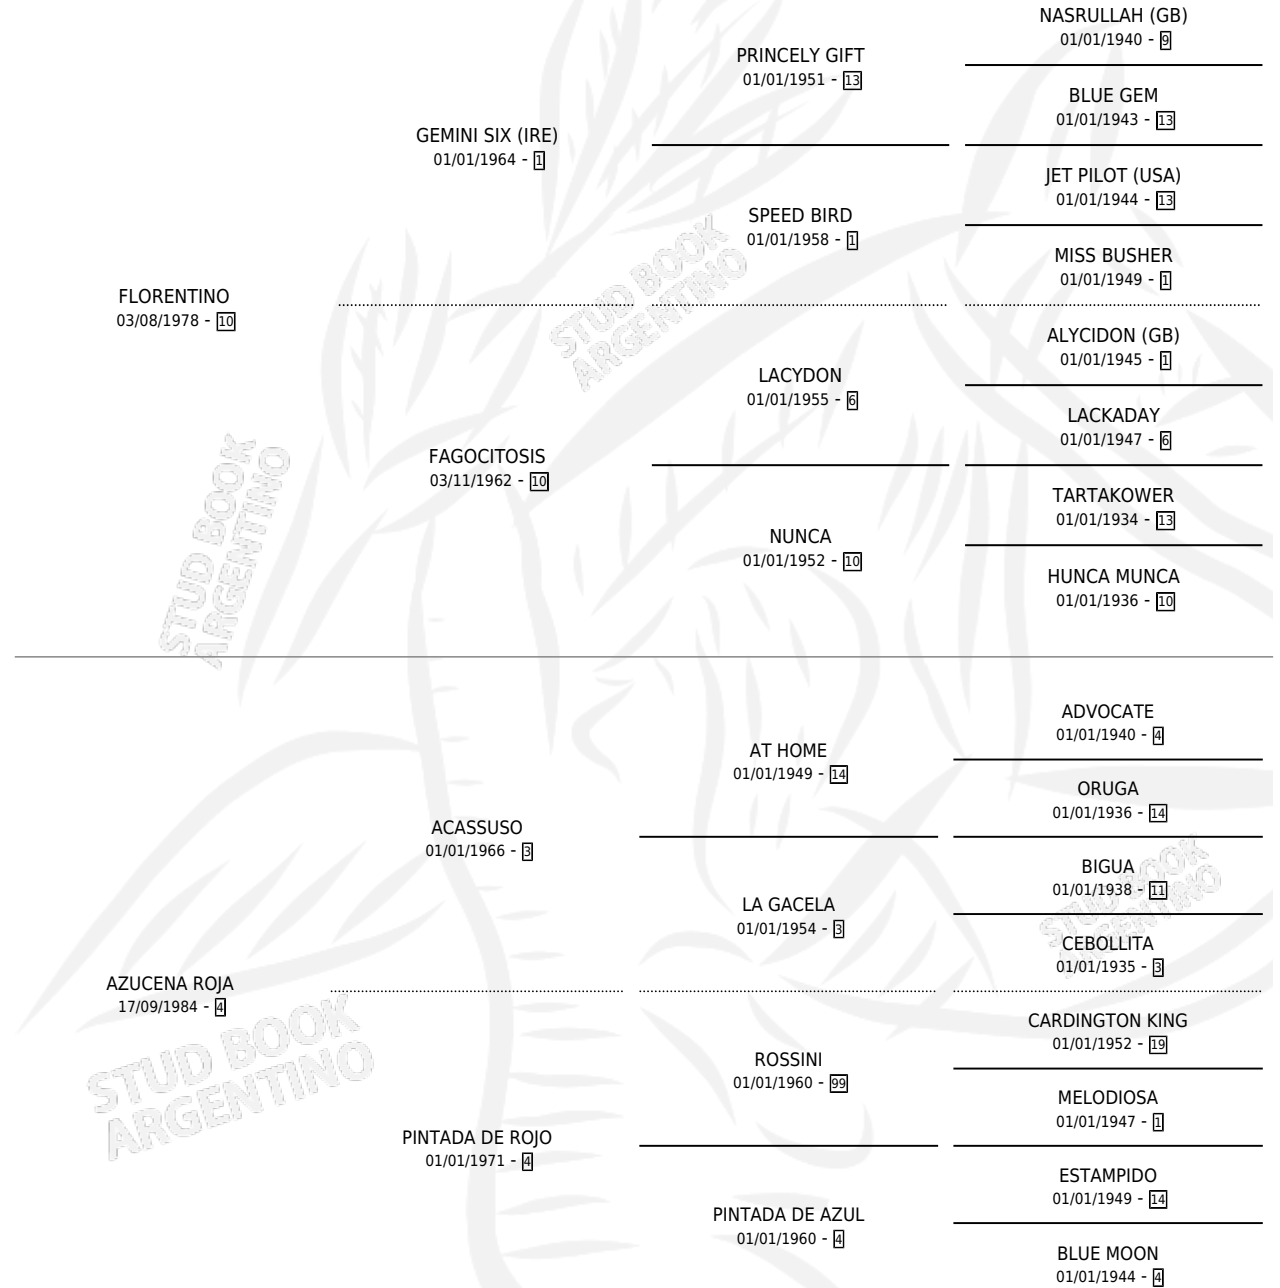 NASRULLAH (GB)
01/01/1940 - 9
PRINCELY GIFT
01/01/1951 - 13
BLUE GEM
01/01/1943 - 13
GEMINI SIX (IRE)
01/01/1964 - 1
JET PILOT (USA)
01/01/1944 - 13
SPEED BIRD
01/01/1958 - 1
MISS BUSHER
01/01/1949 - 1
FLORENTINO
03/08/1978 - 10
STUD BOOK
ARGENTINO
ALYCIDON (GB)
01/01/1945 - 1
LACYDON
01/01/1955 - 6
LACKADAY
01/01/1947 - 6
FAGOCITOSIS
03/11/1962 - 10
TARTAKOWER
01/01/1934 - 13
NUNCA
01/01/1952 - 10
HUNCA MUNCA
01/01/1936 - 10
STUD BOOK
ARGENTINO
ADVOCATE
01/01/1940 - 4
AT HOME
01/01/1949 - 14
ORUGA
01/01/1936 - 14
ACASSUSO
01/01/1966 - 3
BIGUA
01/01/1938 - 11
LA GACELA
01/01/1954 - 3
CEBOLLITA
01/01/1935 - 3
STUD BOOK
ARGENTINO
AZUCENA ROJA
17/09/1984 - 4
CARDINGTON KING
01/01/1952 - 19
ROSSINI
01/01/1960 - 99
MELODIOSA
01/01/1947 - 1
STUD BOOK
ARGENTINO
PINTADA DE ROJO
01/01/1971 - 4
ESTAMPIDO
01/01/1949 - 14
PINTADA DE AZUL
01/01/1960 - 4
BLUE MOON
01/01/1944 - 4